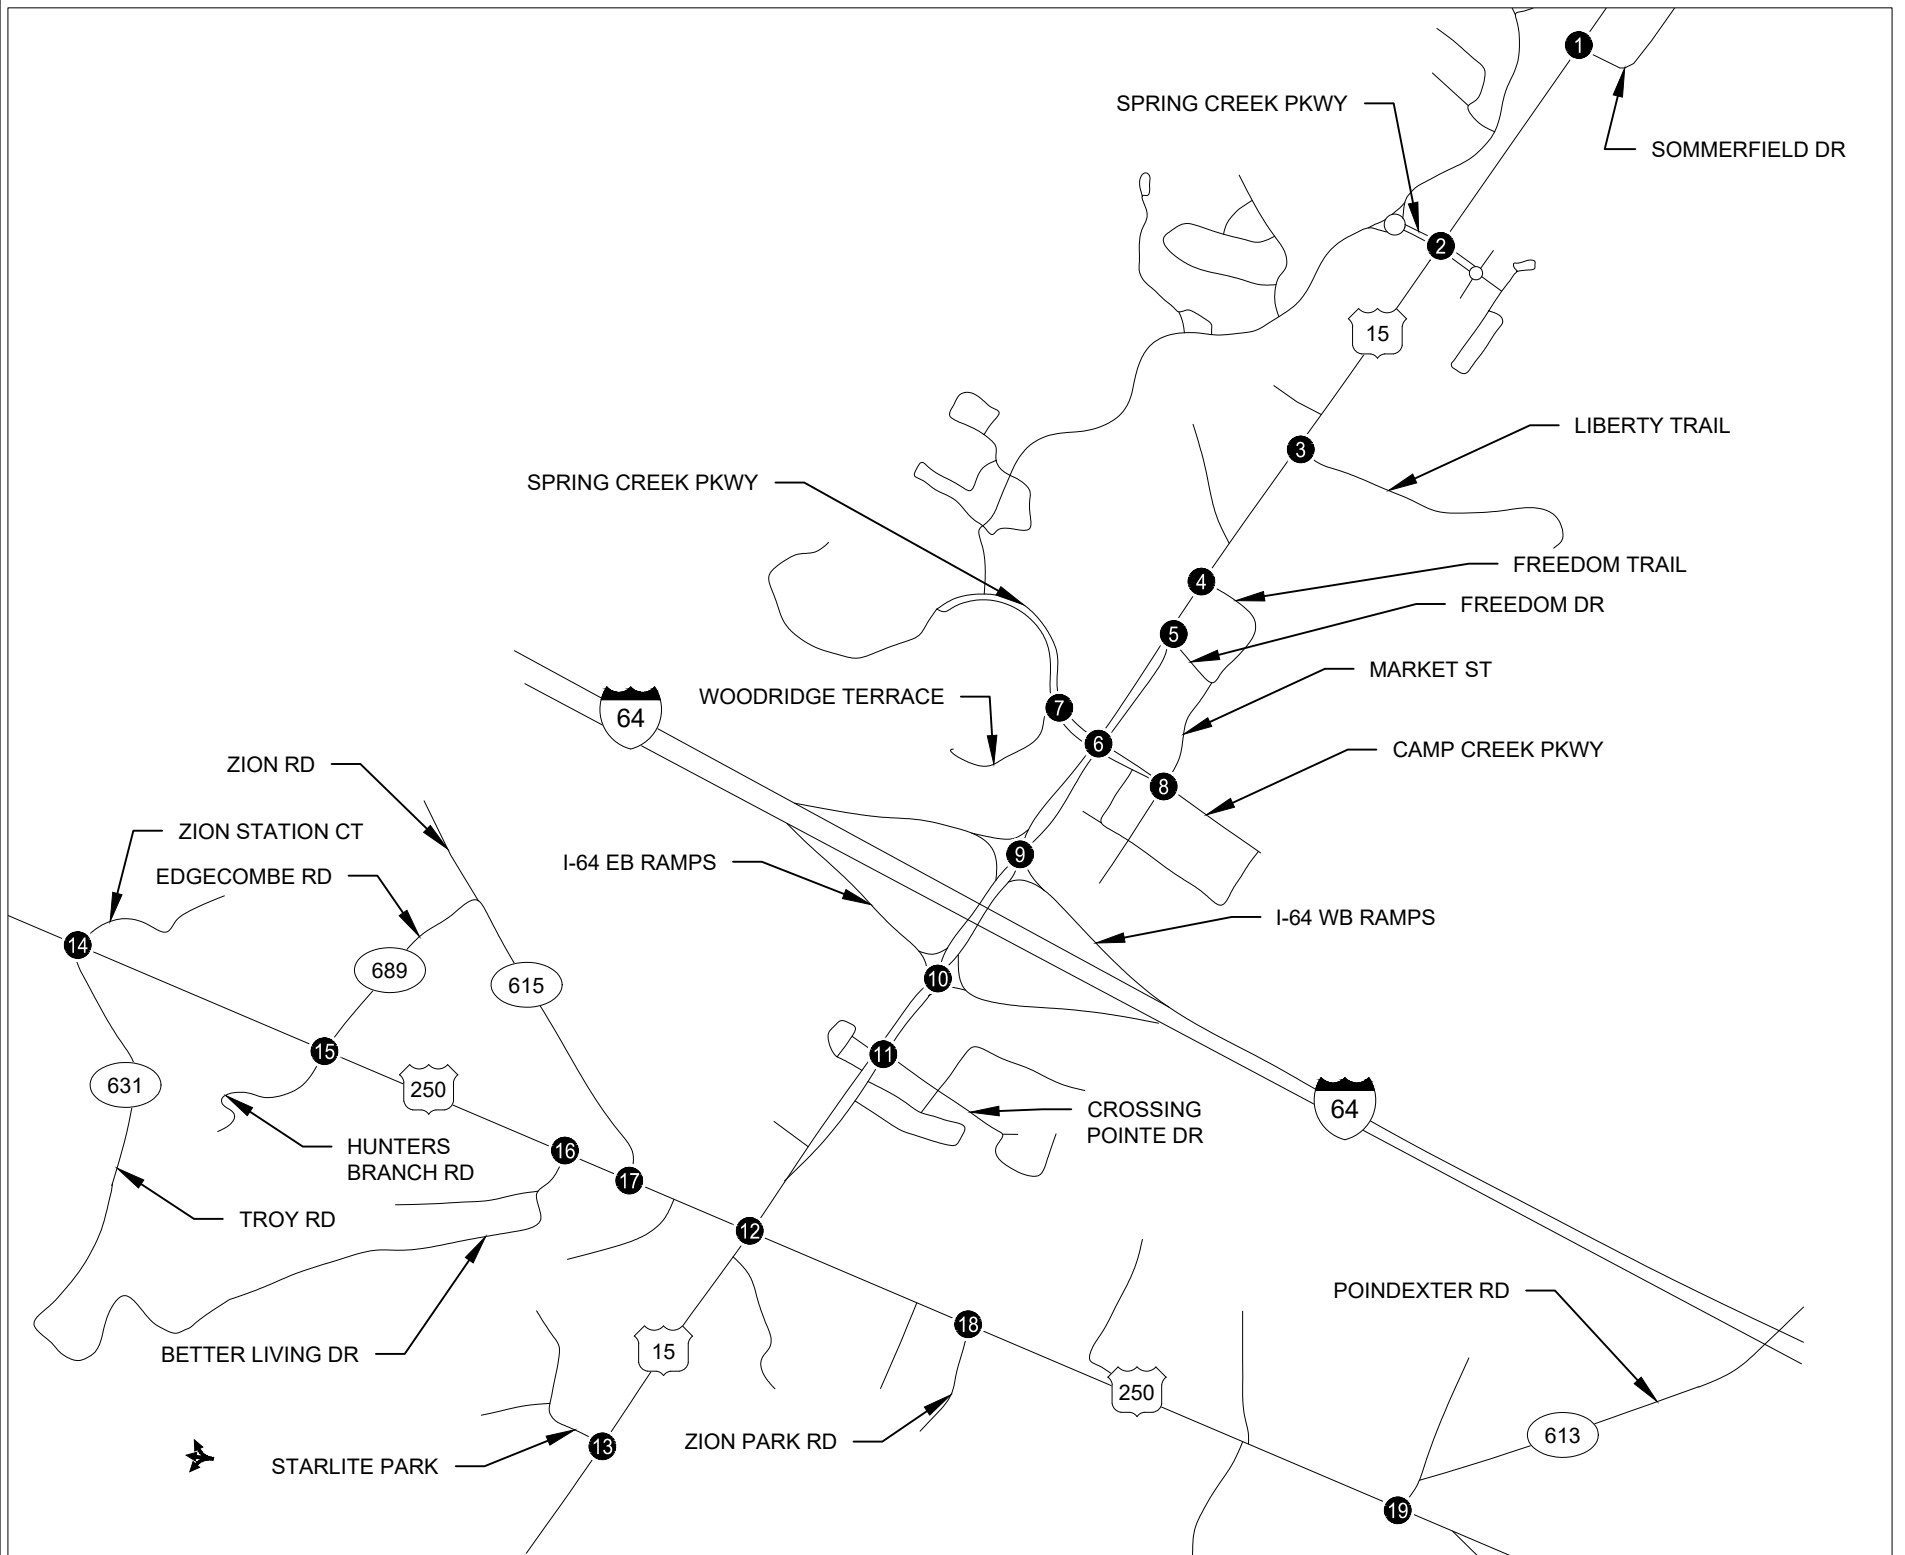 1
SPRING CREEK PKWY
SOMMERFIELD DR
2
15
LIBERTY TRAIL
3
SPRING CREEK PKWY
FREEDOM TRAIL
4
FREEDOM DR
5
MARKET ST
WOODRIDGE TERRACE
7
64
6
CAMP CREEK PKWY
ZION RD
8
ZION STATION CT
9
I-64 EB RAMPS
EDGECOMBE RD
I-64 WB RAMPS
14
689
10
615
15
11
631
250
64
CROSSING
POINTE DR
HUNTERS
BRANCH RD
16
17
TROY RD
12
POINDEXTER RD
18
15
BETTER LIVING DR
250
613
ZION PARK RD
13
STARLITE PARK
19